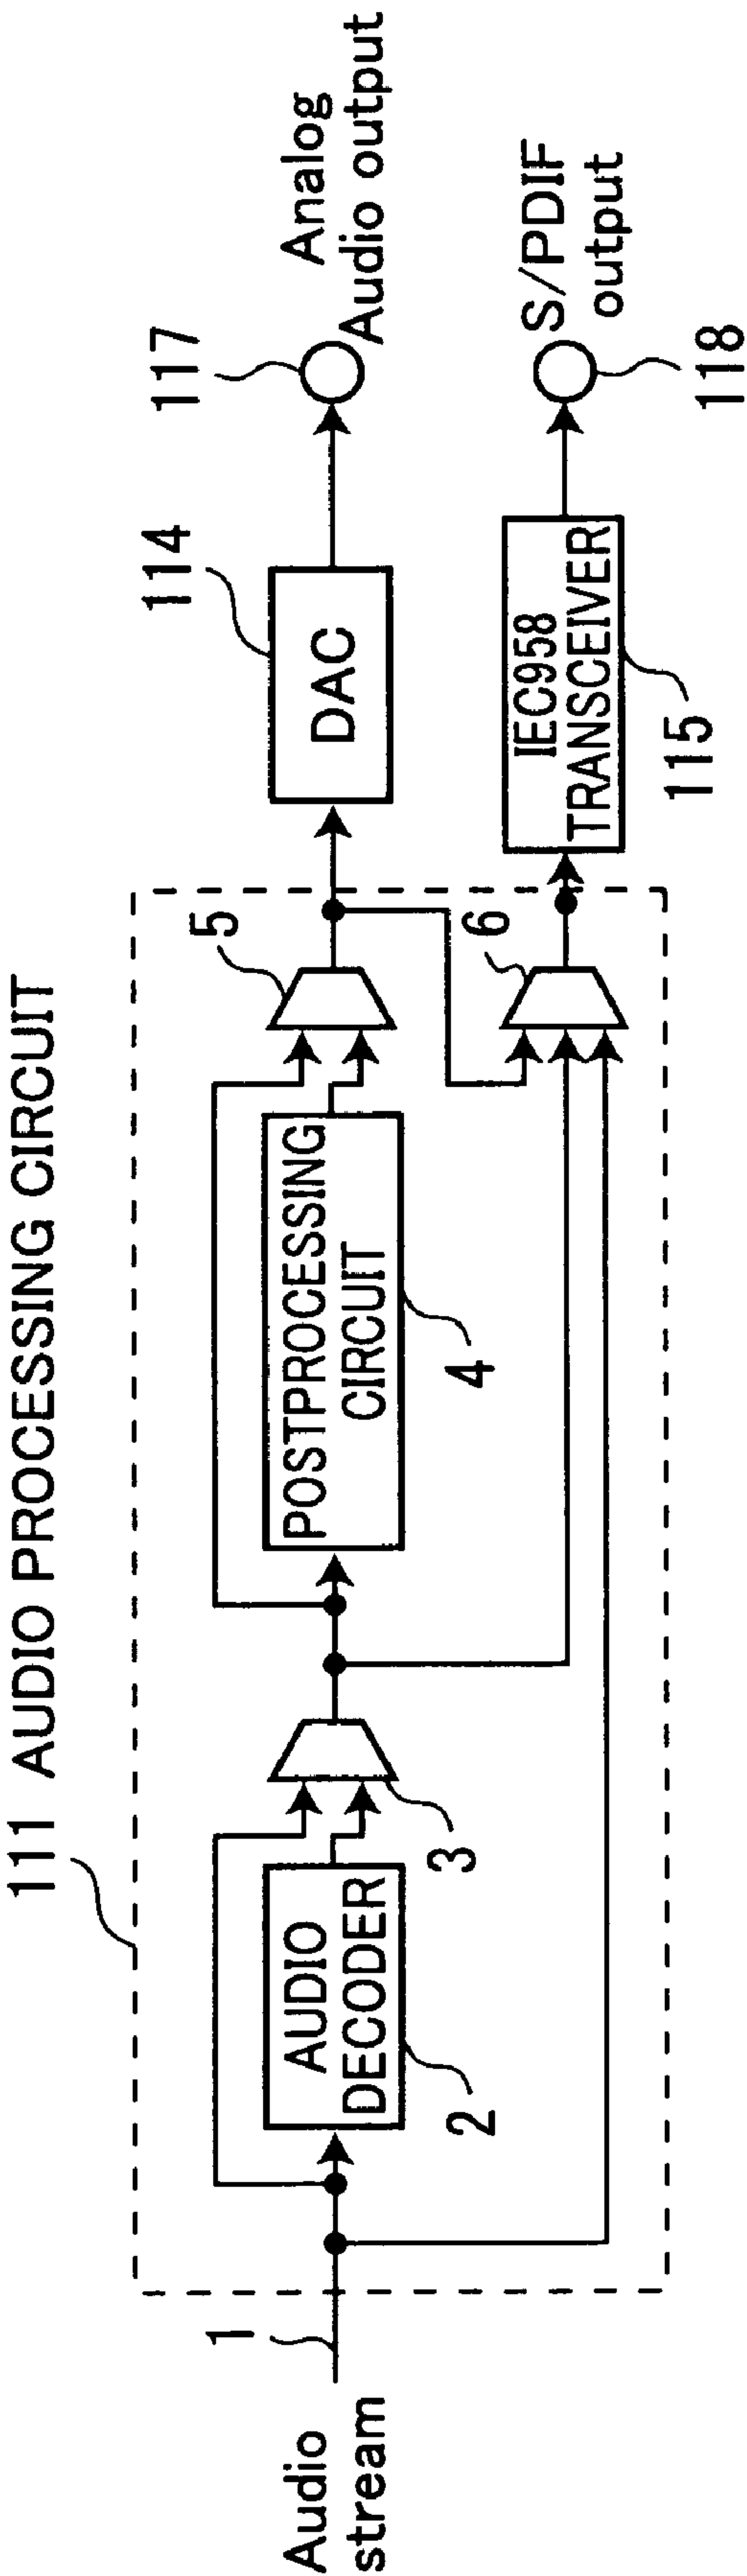 111 AUDIO PROCESSING CIRCUIT
Audio
stream
1
AUDIO
DECODER
2
3
POSTPROCESSING
CIRCUIT
4
5
6
DAC
114
IEC958
TRANSCEIVER
115
117
Analog
Audio output
118
S/PDIF
output